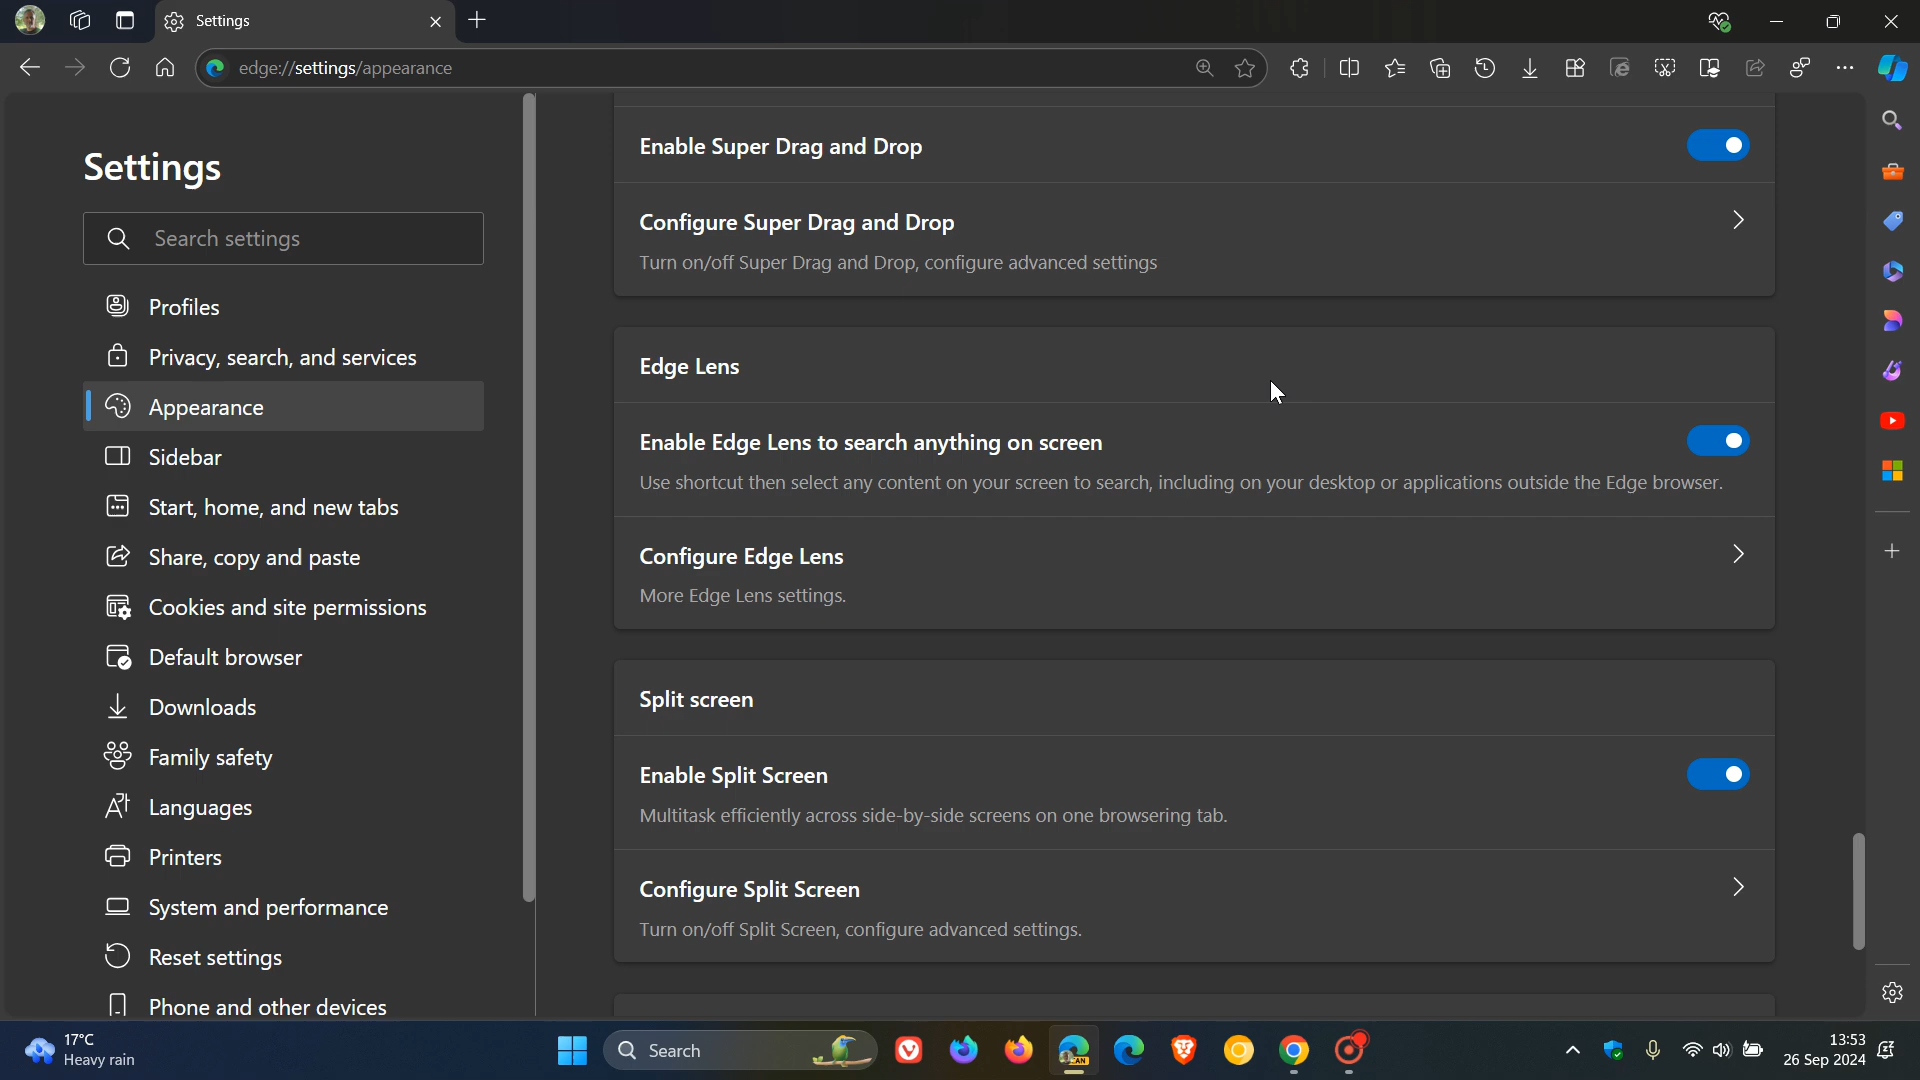 Settings
edge://settings/appearance
Settings
Search settings
Profiles
Privacy, search, and services
Appearance
Sidebar
Start, home, and new tabs
Share, copy and paste
Cookies and site permissions
Default browser
Downloads
Family safety
Languages
Printers
System and performance
Reset settings
Phone and other devices
Enable Super Drag and Drop
Configure Super Drag and Drop
Turn on/off Super Drag and Drop, configure advanced settings
Edge Lens
Enable Edge Lens to search anything on screen
Use shortcut then select any content on your screen to search, including on your desktop or applications outside the Edge browser.
Configure Edge Lens
More Edge Lens settings.
Split screen
Enable Split Screen
Multitask efficiently across side-by-side screens on one browsering tab.
Configure Split Screen
Turn on/off Split Screen, configure advanced settings.
17°C
Heavy rain
Search
CAN
13:53
26 Sep 2024